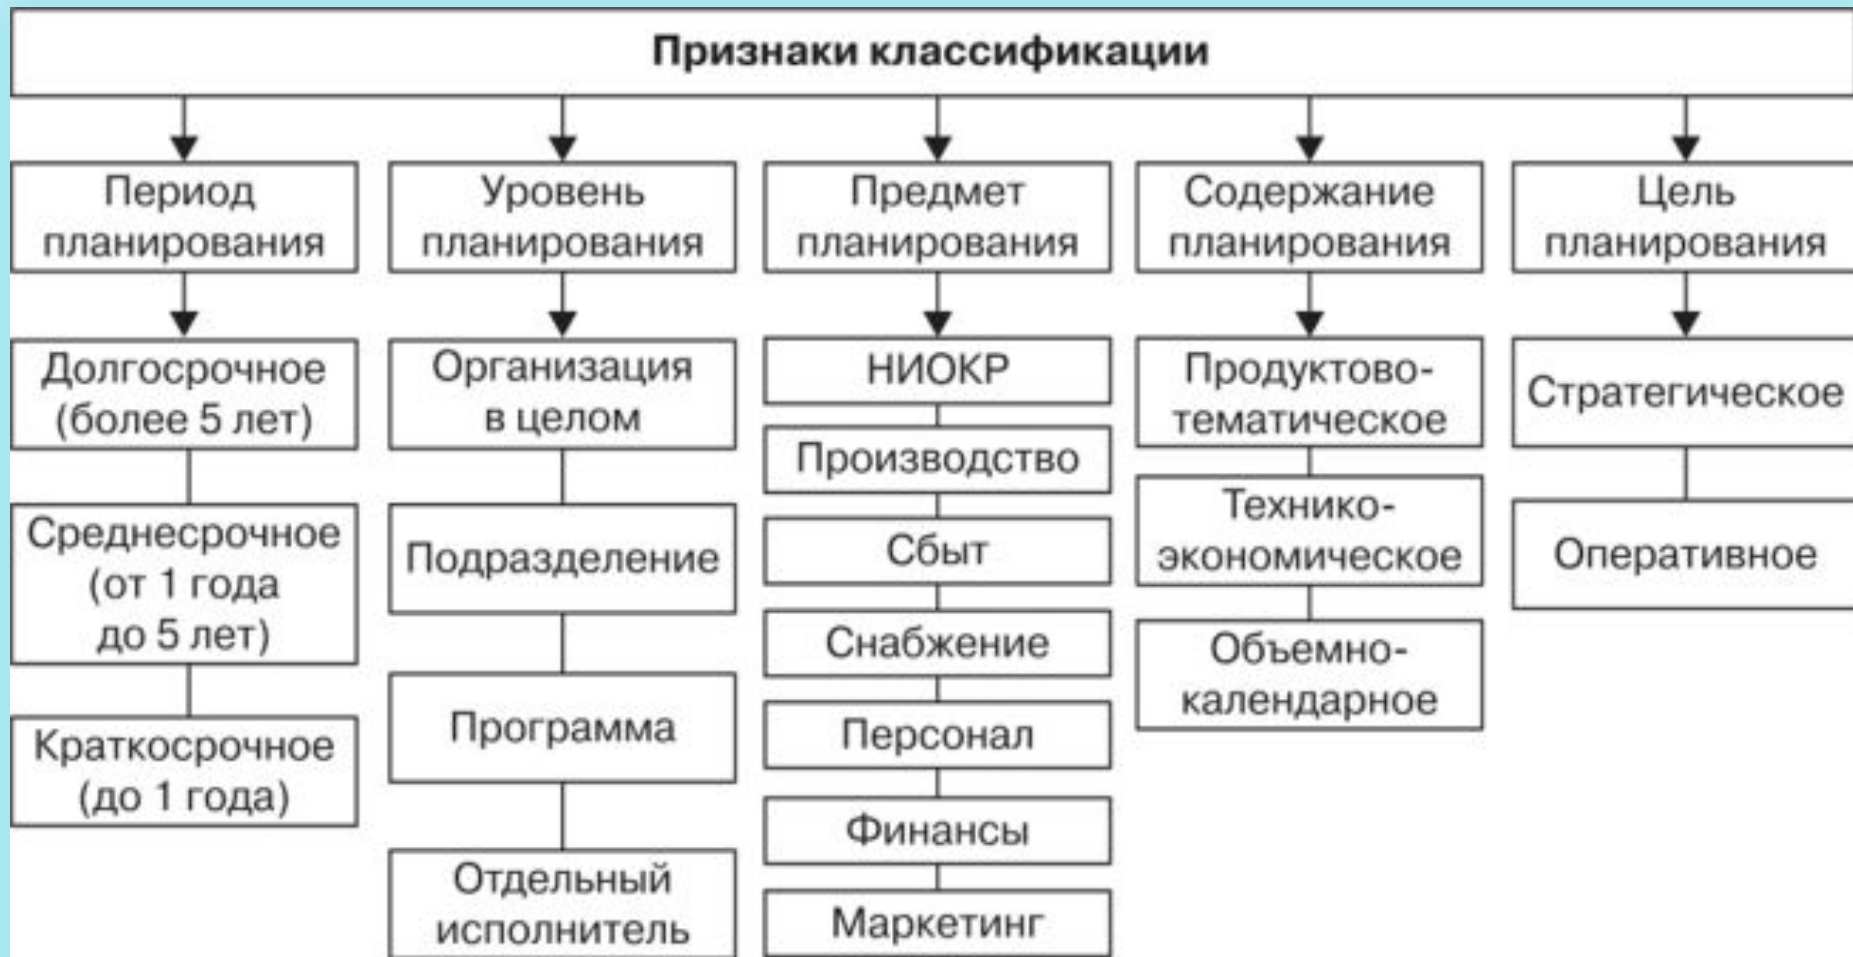 Признаки классификации
Период
планирования
Долгосрочное
(более 5 лет)
Среднесрочное
(от 1 года
до 5 лет)
Краткосрочное
(до 1 года)
Уровень
планирования
Организация
в целом
Подразделение
Программа
Отдельный
исполнитель
Предмет
планирования
НИОКР
Производство
Сбыт
Снабжение
Персонал
Финансы
Маркетинг
Содержание
планирования
Продуктово-
тематическое
Технико-
экономическое
Объемно-
календарное
Цель
планирования
Стратегическое
Оперативное